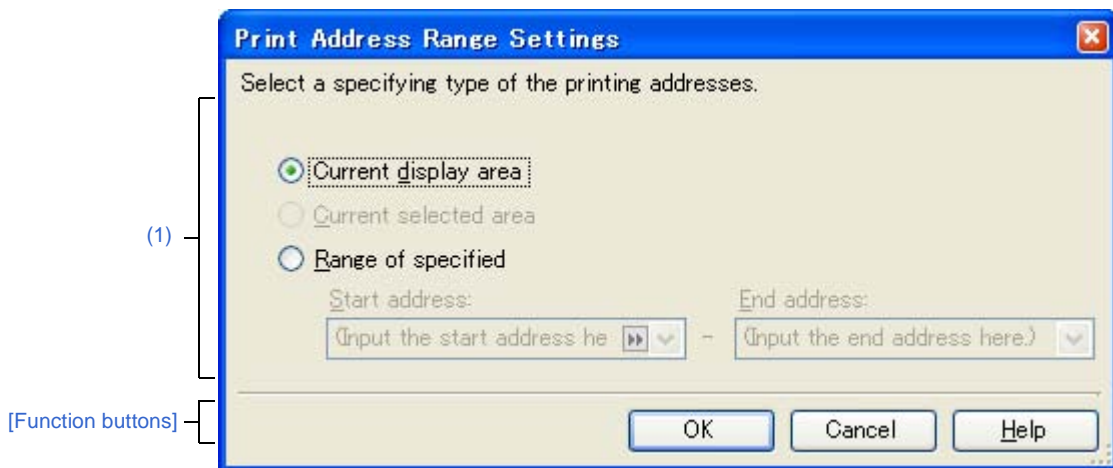 Print Address Range Settings
Select a specifying type of the printing addresses.
Current display area
Current selected area
(1)
Range of specified
Start address: End address:
(Input the start address he - (Input the end address here.)
[Function buttons]
OK Cancel Help